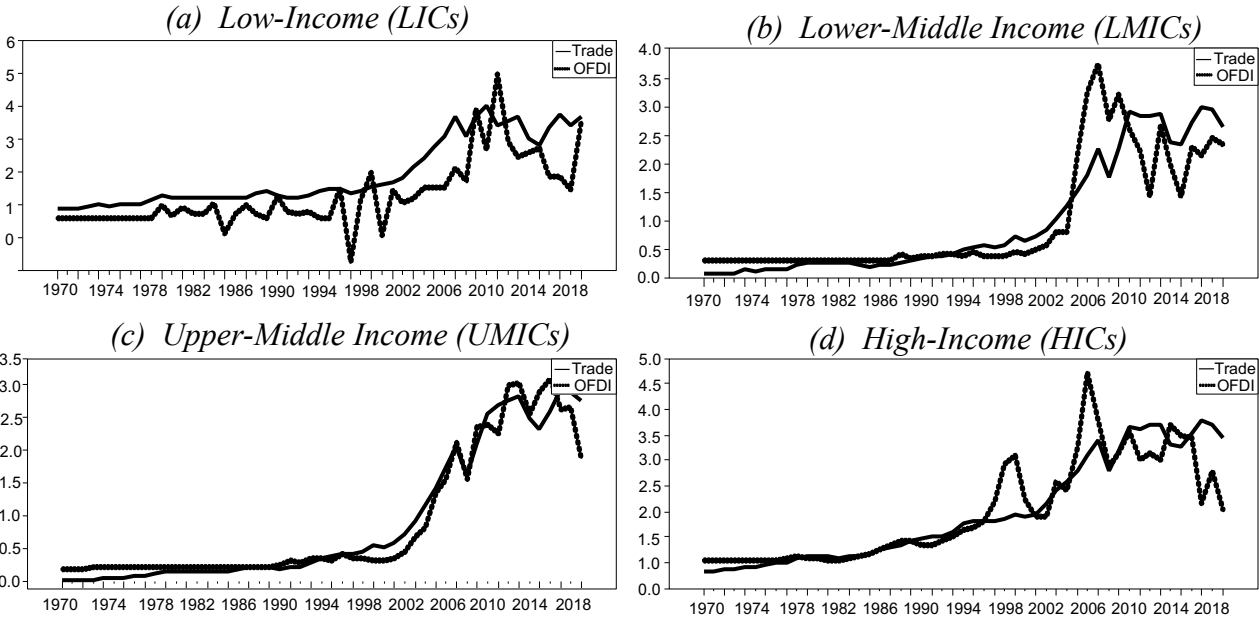 (a) Low-Income (LICs)
6
5
4
3
2
1
0
Trade
OFDI
1970 1974 1978 1982 1986 1990 1994 1998 2002 2006 2010 2014 2018
(b) Lower-Middle Income (LMICs)
4.0
3.5
3.0
2.5
2.0
1.5
1.0
0.5
0.0
Trade
OFDI
1970 1974 1978 1982 1986 1990 1994 1998 2002 2006 2010 2014 2018
(c) Upper-Middle Income (UMICs)
3.5
3.0
2.5
2.0
1.5
1.0
0.5
0.0
Trade
OFDI
1970 1974 1978 1982 1986 1990 1994 1998 2002 2006 2010 2014 2018
(d) High-Income (HICs)
5.0
4.5
4.0
3.5
3.0
2.5
2.0
1.5
1.0
0.0
Trade
OFDI
1970 1974 1978 1982 1986 1990 1994 1998 2002 2006 2010 2014 2018